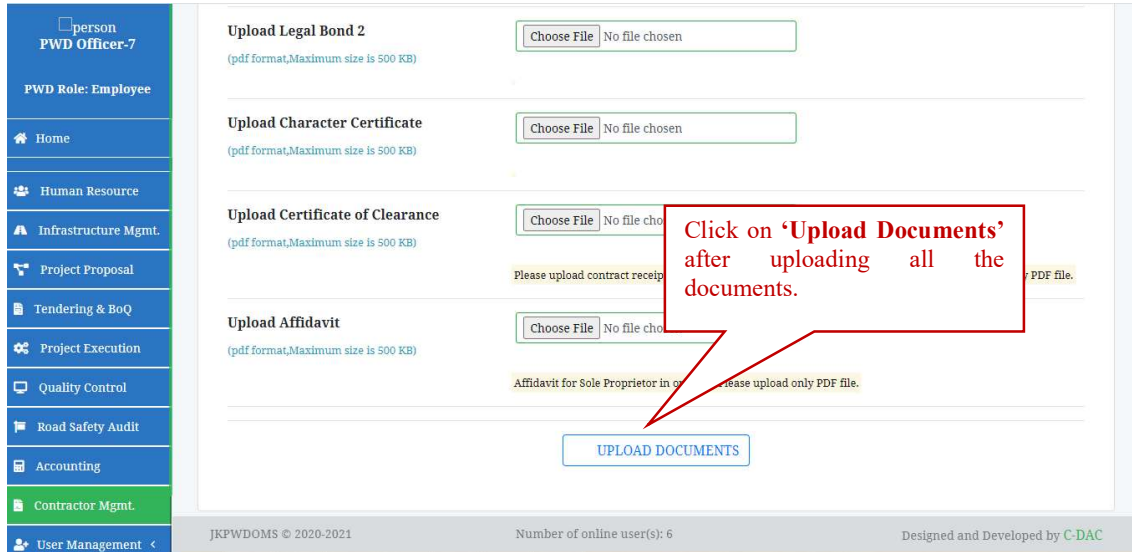 person
PWD Officer-7
PWD Role: Employee
Home
Human Resource
Infrastructure Mgmt.
Project Proposal
Tendering & BoQ
Project Execution
Quality Control
Road Safety Audit
Accounting
Contractor Mgmt.
User Management <
Upload Legal Bond 2
(pdf format,Maximum size is 500 KB)
Choose File No file chosen
Upload Character Certificate
(pdf format,Maximum size is 500 KB)
Choose File No file chosen
Upload Certificate of Clearance
(pdf format,Maximum size is 500 KB)
Choose File No file
Please upload contract PDF file.
Upload Affidavit
(pdf format,Maximum size is 500 KB)
Choose File No file
Affidavit for Sole Proprietor in upload only PDF file.
Click on ‘Upload Documents’
after uploading all the
documents.
UPLOAD DOCUMENTS
JKPWDOMS © 2020-2021
Number of online user(s): 6
Designed and Developed by C-DAC